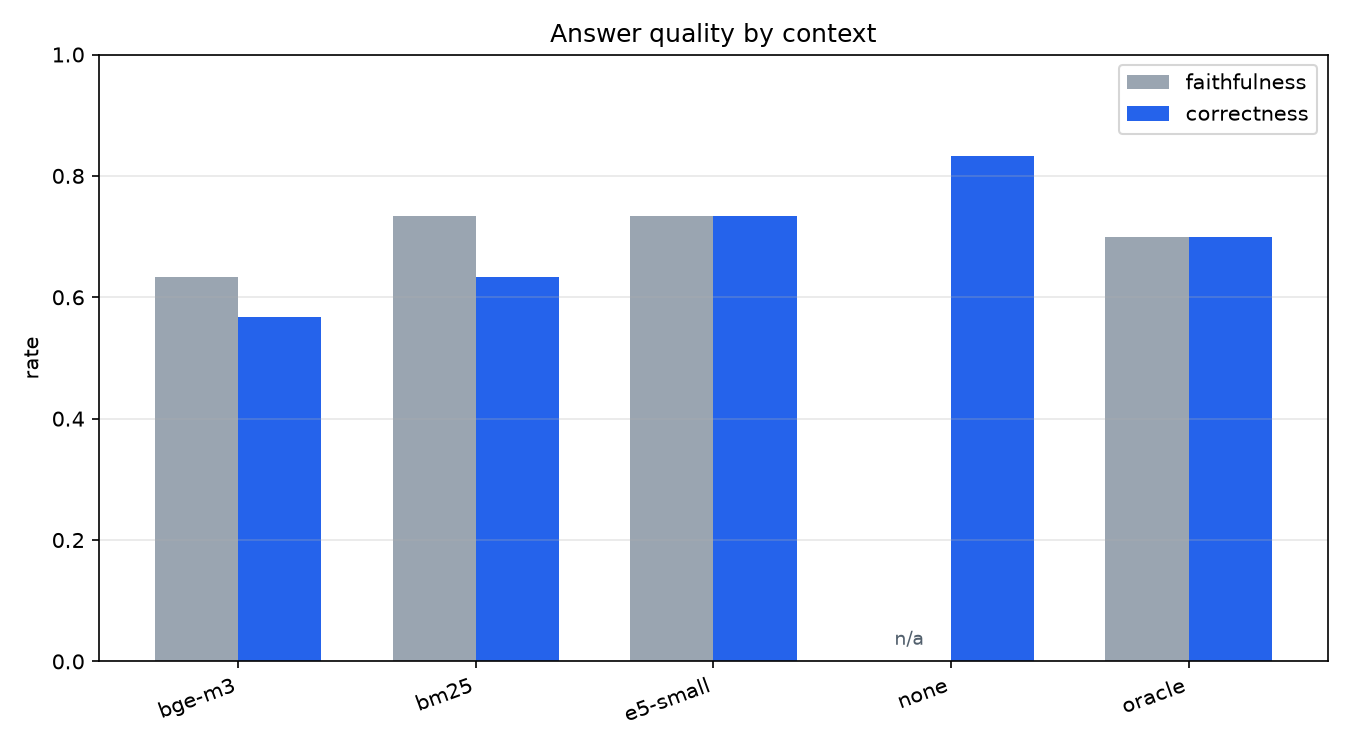 Answer quality by context
faithfulness
correctness
rate
1.0
0.8
0.6
0.4
0.2
0.0
n/a
bge-m3
bm25
e5-small
none
oracle